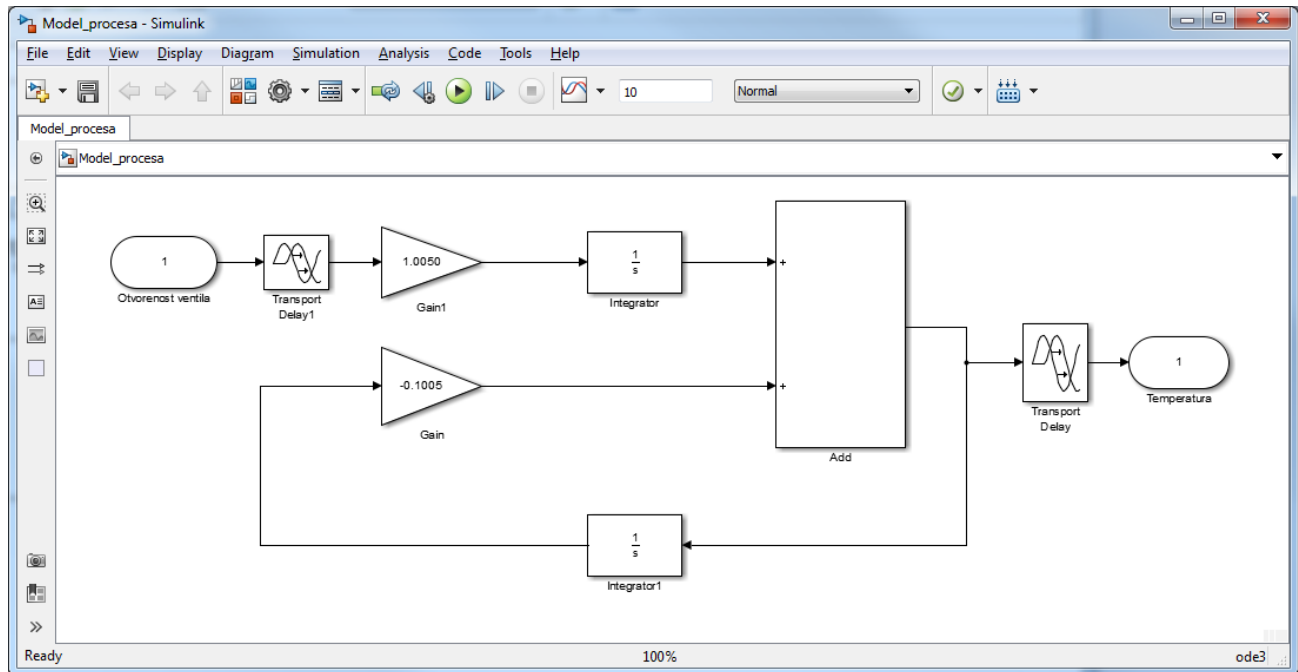 Model_procesa - Simulink
File Edit View Display Diagram Simulation Analysis Code Tools Help
10 Normal
Model_procesa
Model_procesa
1
Otvorenost ventila
Transport
Delay1
1.0050
Gain1
1
s
Integrator
+
-0.1005
Gain
+
Add
Transport
Delay
1
Temperatura
1
s
Integrator1
Ready 100% ode3